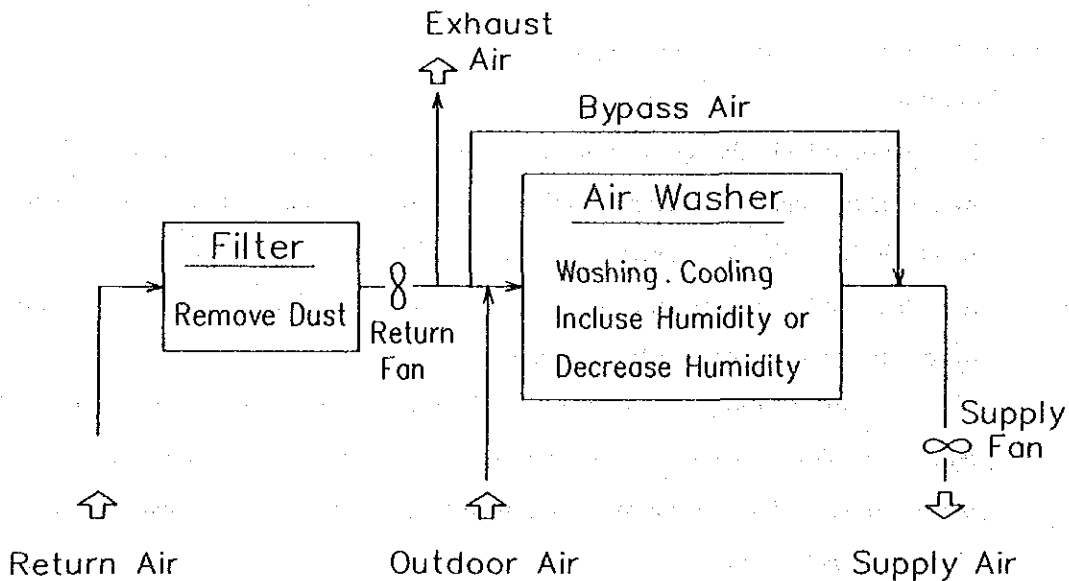 Exhaust
Air
Bypass Air
Filter
Remove Dust
Return
Fan
Air Washer
Washing . Cooling
Incluse Humidity or
Decrease Humidity
Supply
Fan
Return Air
Outdoor Air
Supply Air